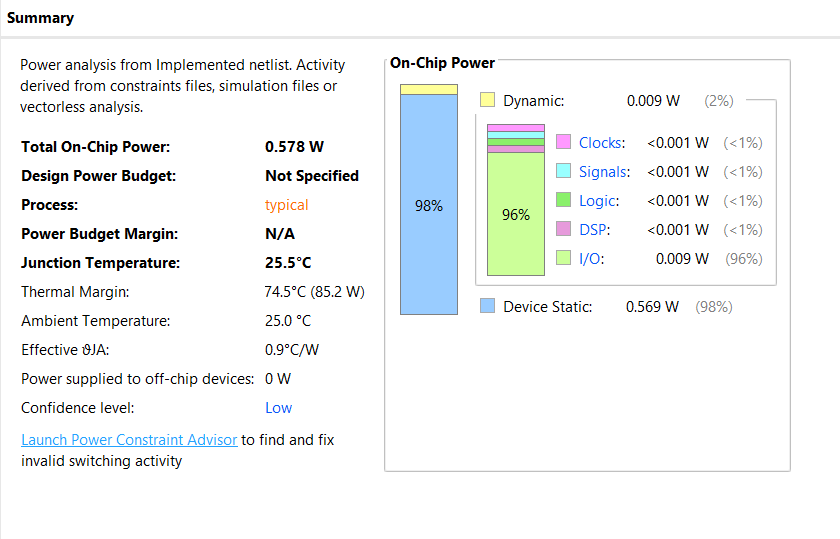 Summary
Power analysis from Implemented netlist. Activity
derived from constraints files, simulation files or
vectorless analysis.
Total On-Chip Power: 0.578 W
Design Power Budget: Not Specified
Process: typical
Power Budget Margin: N/A
Junction Temperature: 25.5°C
Thermal Margin: 74.5°C (85.2 W)
Ambient Temperature: 25.0 °C
Effective ϑJA: 0.9°C/W
Power supplied to off-chip devices: 0 W
Confidence level: Low
Launch Power Constraint Advisor to find and fix
invalid switching activity
On-Chip Power
98%
Dynamic: 0.009 W (2%)
96%
Clocks: <0.001 W (<1%)
Signals: <0.001 W (<1%)
Logic: <0.001 W (<1%)
DSP: <0.001 W (<1%)
I/O: 0.009 W (96%)
Device Static: 0.569 W (98%)